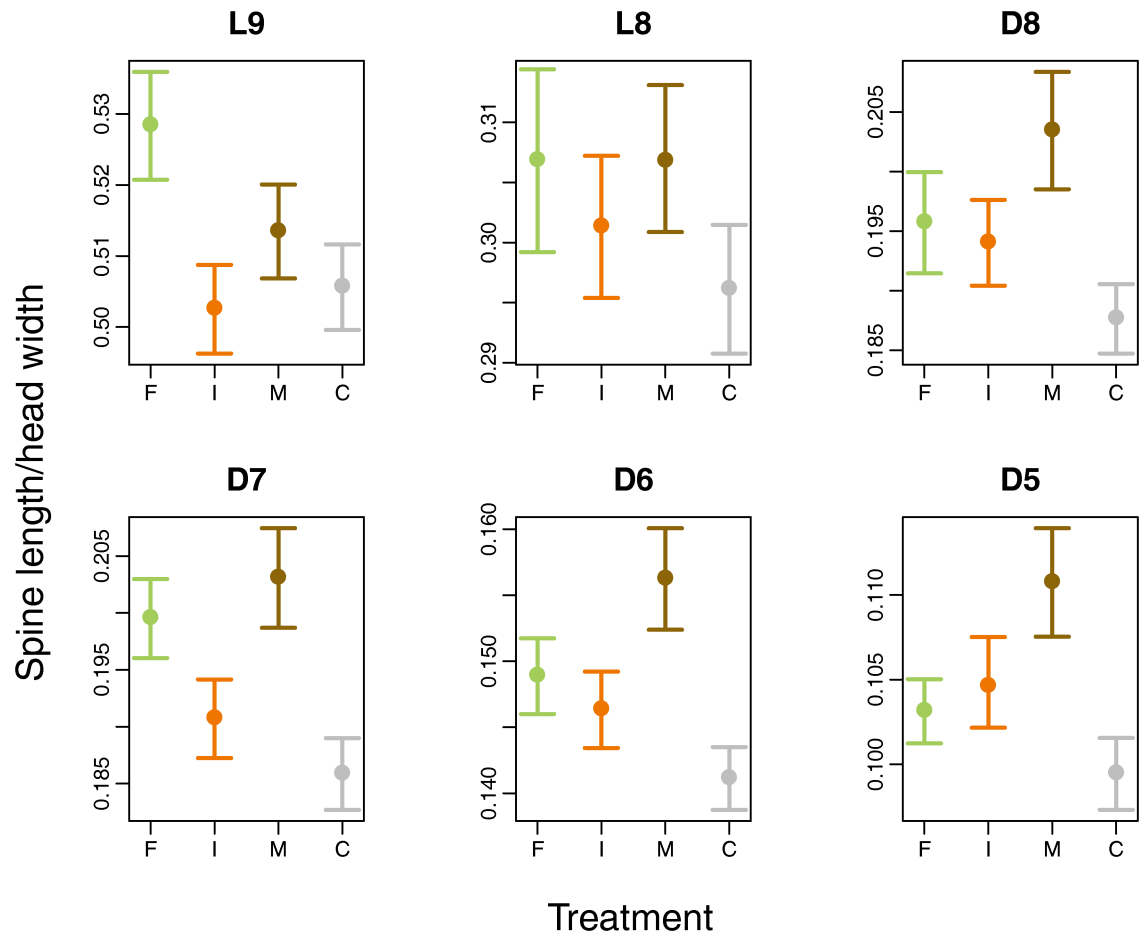 L9 L8 D8
0.53
0.52
0.51
0.50
F I M C
0.31
0.30
0.29
F I M C
0.205
0.195
0.185
F I M C
Spine length/head width
D7 D6 D5
0.205
0.195
0.185
F I M C
0.160
0.150
0.140
F I M C
0.110
0.105
0.100
F I M C
Treatment